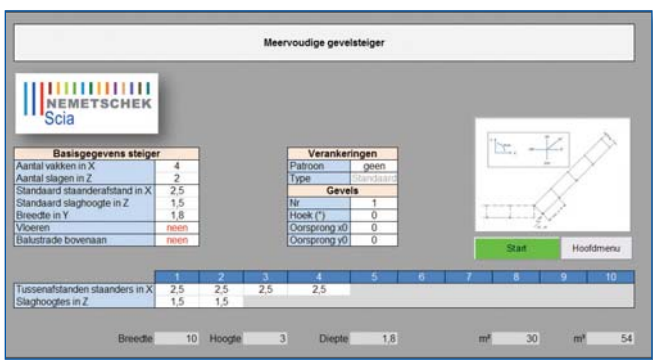 Meervoudige gevelsteiger
NEMETSCHEK
Scia
Basisgegevens steiger
Aantal vakken in X 4
Aantal slagen in Z 2
Standaard staanderafstand in X 2,5
Standaard slaghoogte in Z 1,5
Breedte in Y 1,8
Vloeren neen
Balustrade bovenaan neen
Verankeringen
Patroon geen
Type Standaard
Gevels
Nr 1
Hoek (°) 0
Oorsprong x0 0
Oorsprong y0 0
Start Hoofdmenu
1 2 3 4 5 6 7 8 9 10
Tussenafstanden staanders in X 2,5 2,5 2,5 2,5
Slaghoogtes in Z 1,5 1,5
Breedte 10 Hoogte 3 Diepte 1,8 m² 30 m³ 54